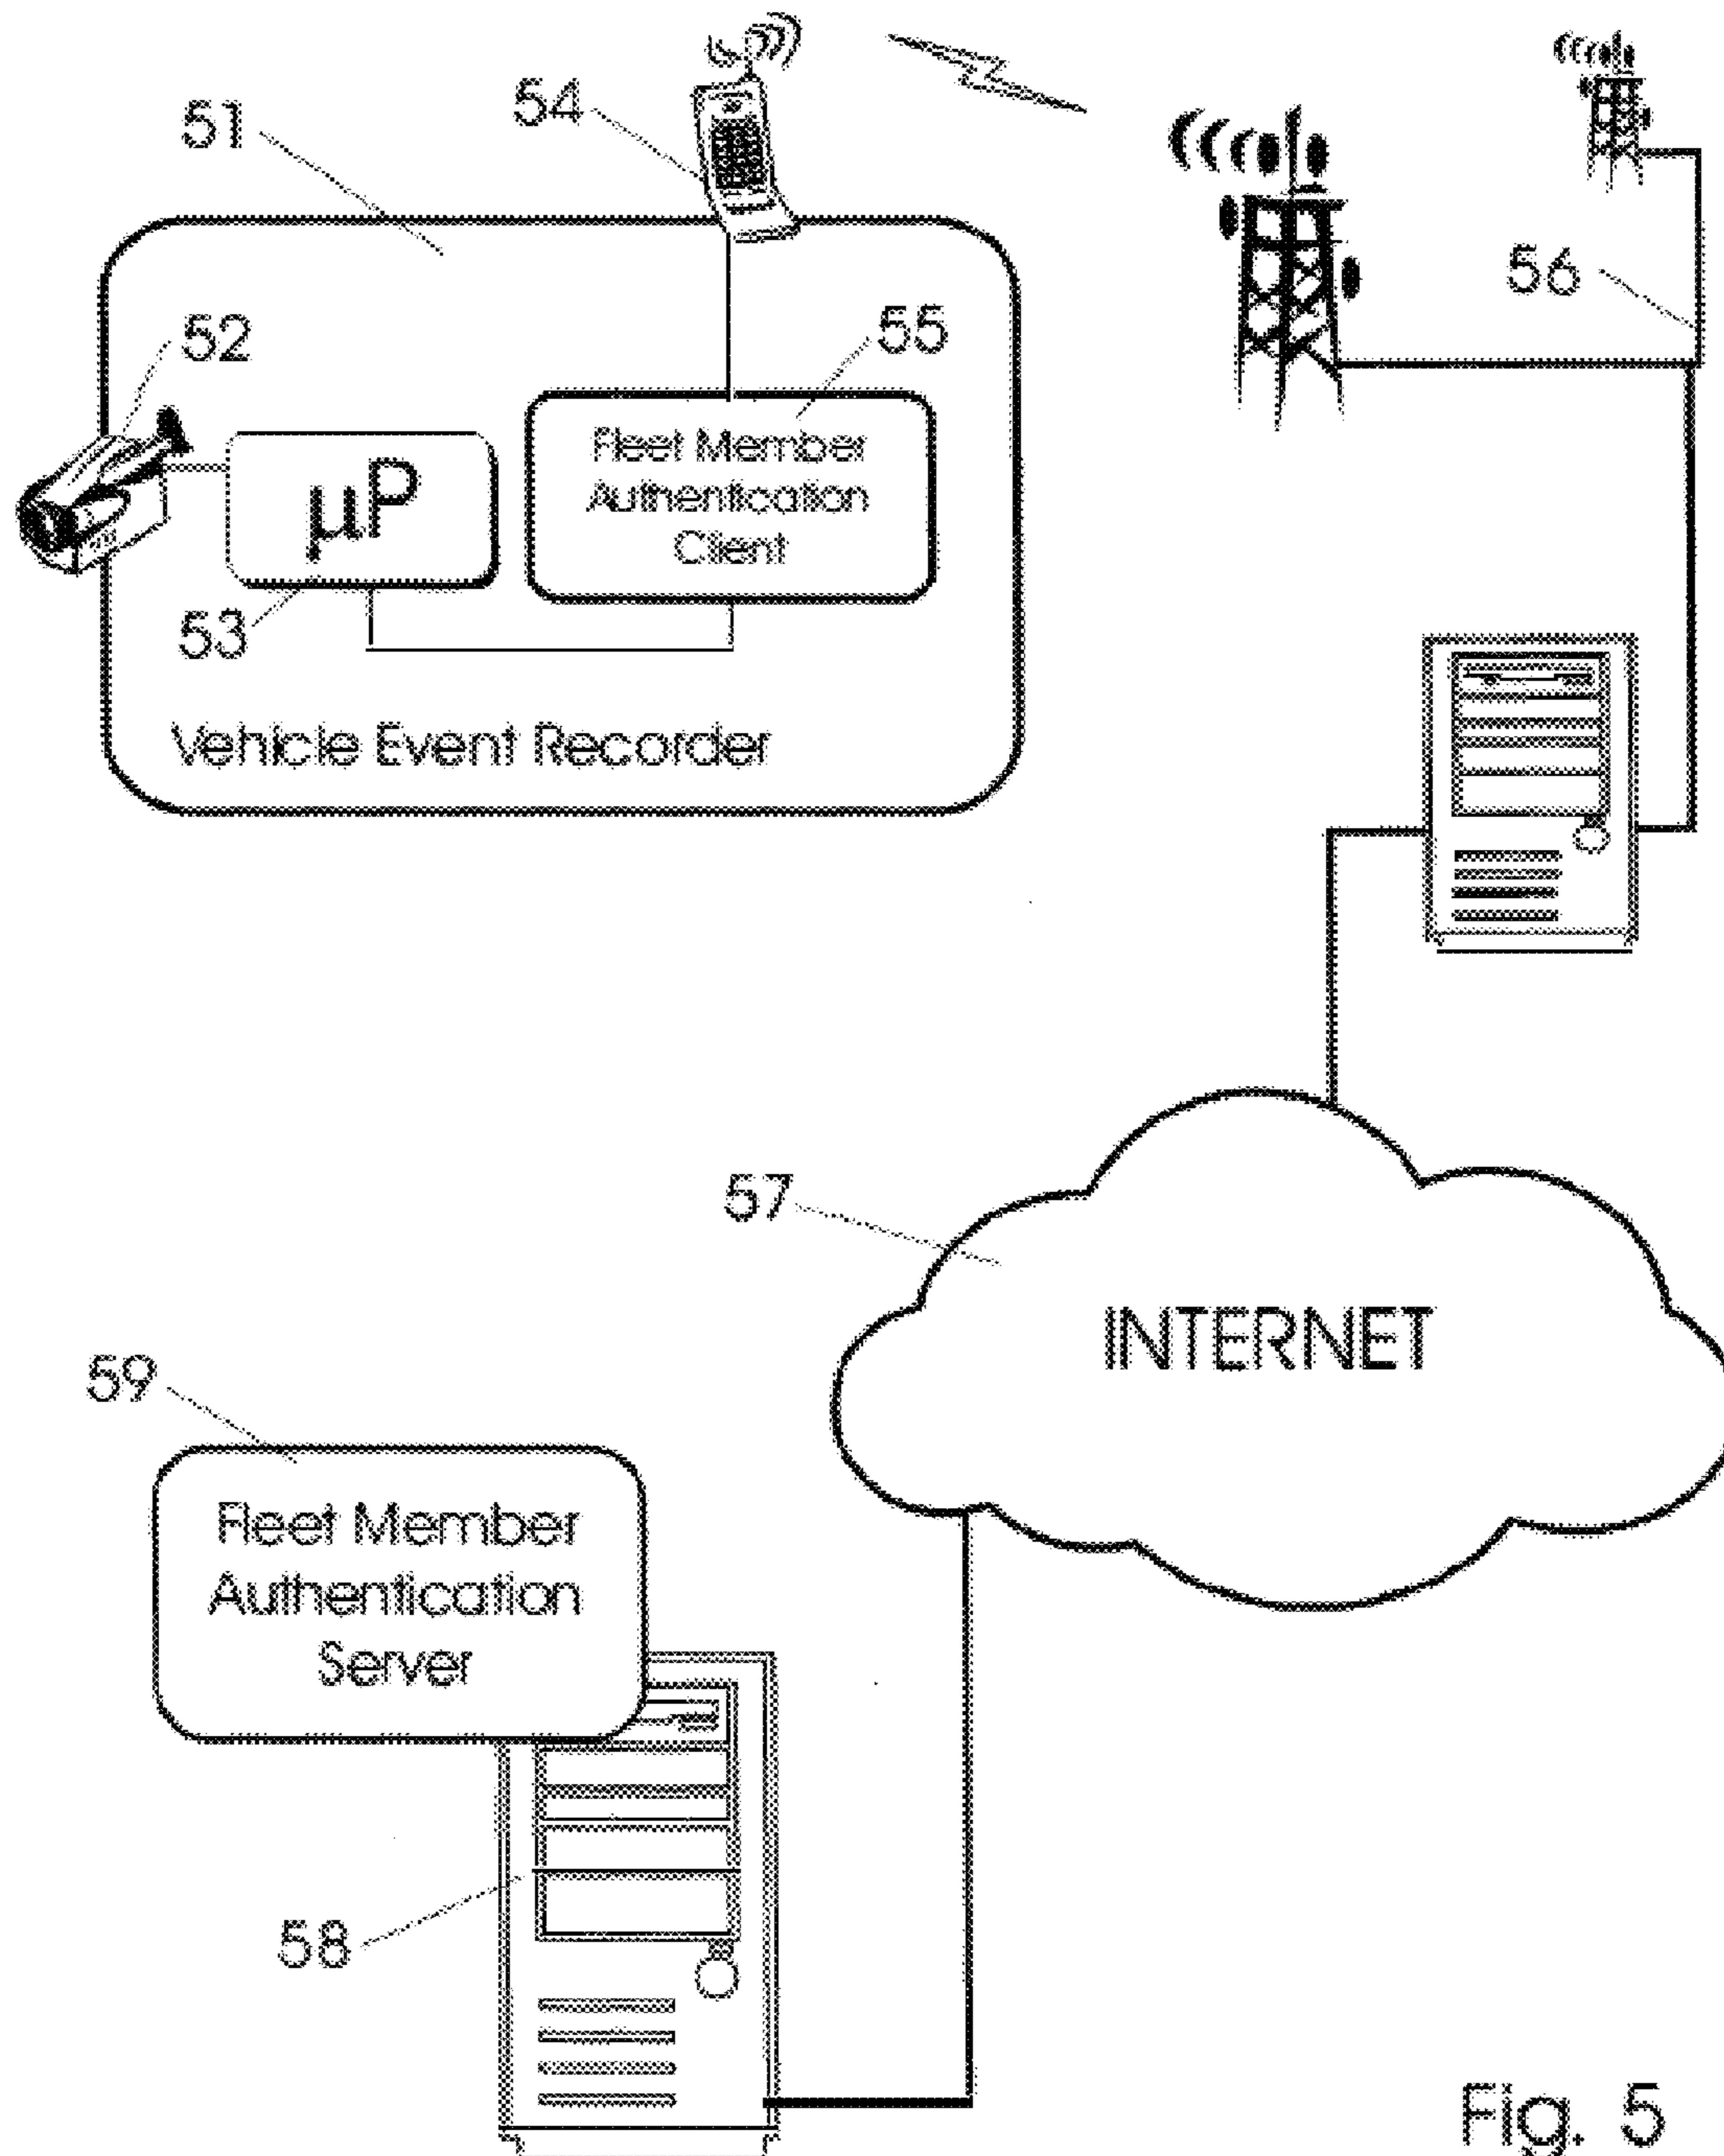 54
51
56
52
55
Fleet Member
Authentication
Client
µP
53
Vehicle Event Recorder
57
INTERNET
59
Fleet Member
Authentication
Server
58
Fig. 5